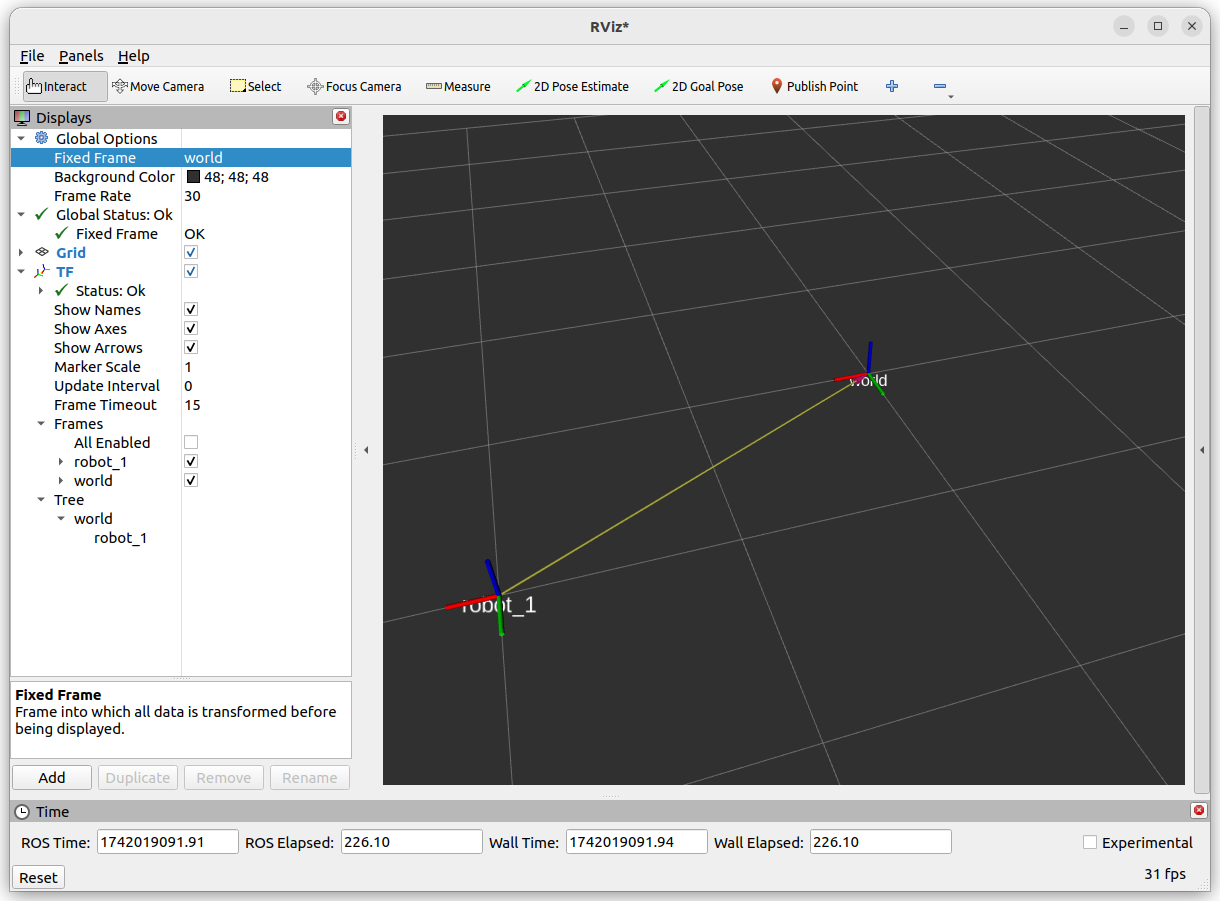 RViz*
File Panels Help
Interact Move Camera Select Focus Camera Measure 2D Pose Estimate 2D Goal Pose Publish Point
Displays
Global Options
Fixed Frame world
Background Color 48; 48; 48
Frame Rate 30
Global Status: Ok
Fixed Frame OK
Grid
TF
Status: Ok
Show Names
Show Axes
Show Arrows
Marker Scale 1
Update Interval 0
Frame Timeout 15
Frames
All Enabled
robot_1
world
Tree
world
robot_1
world
robot_1
Fixed Frame
Frame into which all data is transformed before
being displayed.
Add Duplicate Remove Rename
Time
ROS Time: 1742019091.91 ROS Elapsed: 226.10 Wall Time: 1742019091.94 Wall Elapsed: 226.10 Experimental
Reset 31 fps